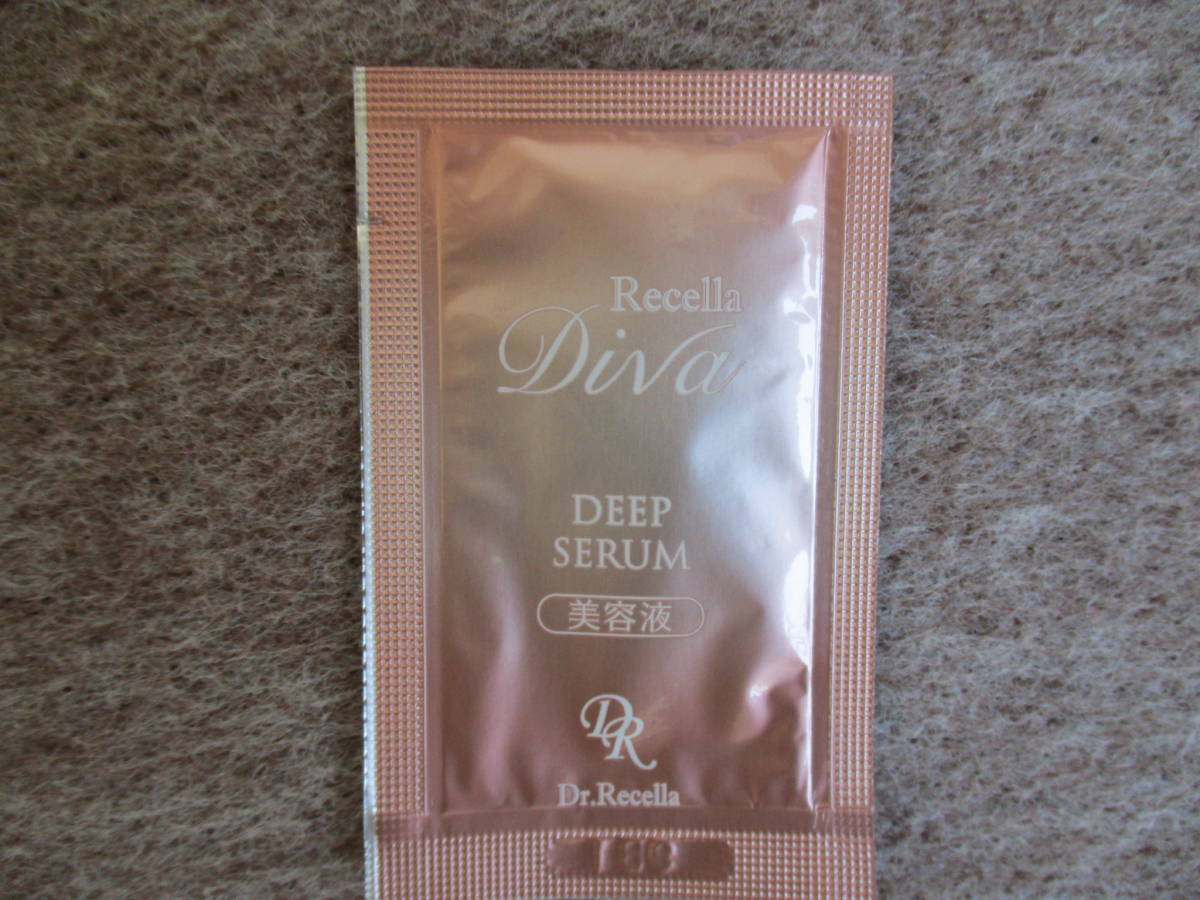 Recella
Diva
DEEP
SERUM
美容液
DR
Dr.Recella